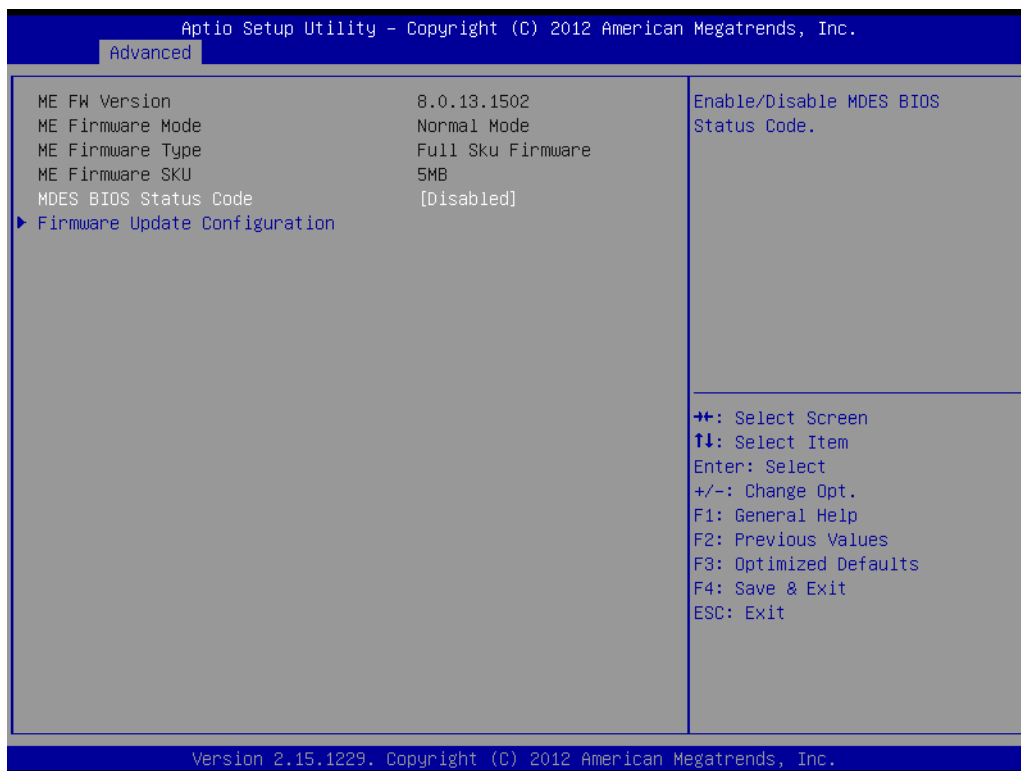 Aptio Setup Utility – Copyright (C) 2012 American Megatrends, Inc.
Advanced
ME FW Version 8.0.13.1502
ME Firmware Mode Normal Mode
ME Firmware Type Full Sku Firmware
ME Firmware SKU 5MB
MDES BIOS Status Code [Disabled]
▶ Firmware Update Configuration
Enable/Disable MDES BIOS
Status Code.
→←: Select Screen
↑↓: Select Item
Enter: Select
+/-: Change Opt.
F1: General Help
F2: Previous Values
F3: Optimized Defaults
F4: Save & Exit
ESC: Exit
Version 2.15.1229. Copyright (C) 2012 American Megatrends, Inc.